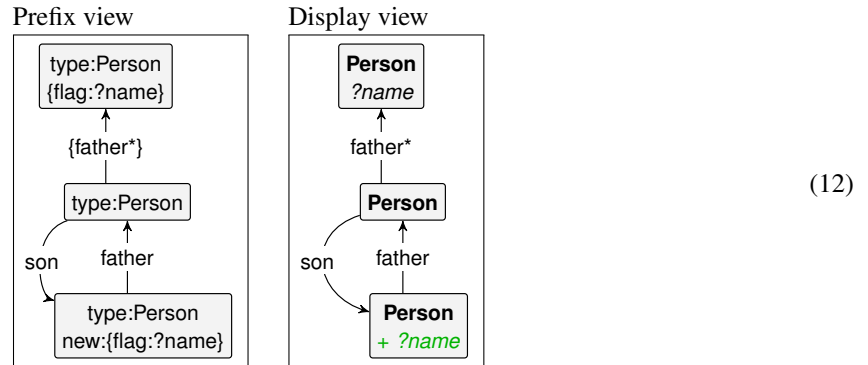 Prefix view
type:Person
{flag:?name}
{father*}
type:Person
son
father
type:Person
new:{flag:?name}
Display view
Person
?name
father*
Person
son
father
Person
+ ?name
(12)